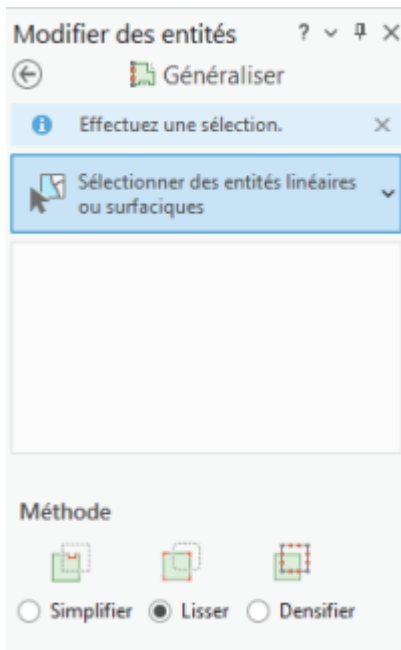 Modifier des entités ?
Généraliser
Effectuez une sélection.
Sélectionner des entités linéaires
ou surfaciques
Méthode
Simplifier Lisser Densifier